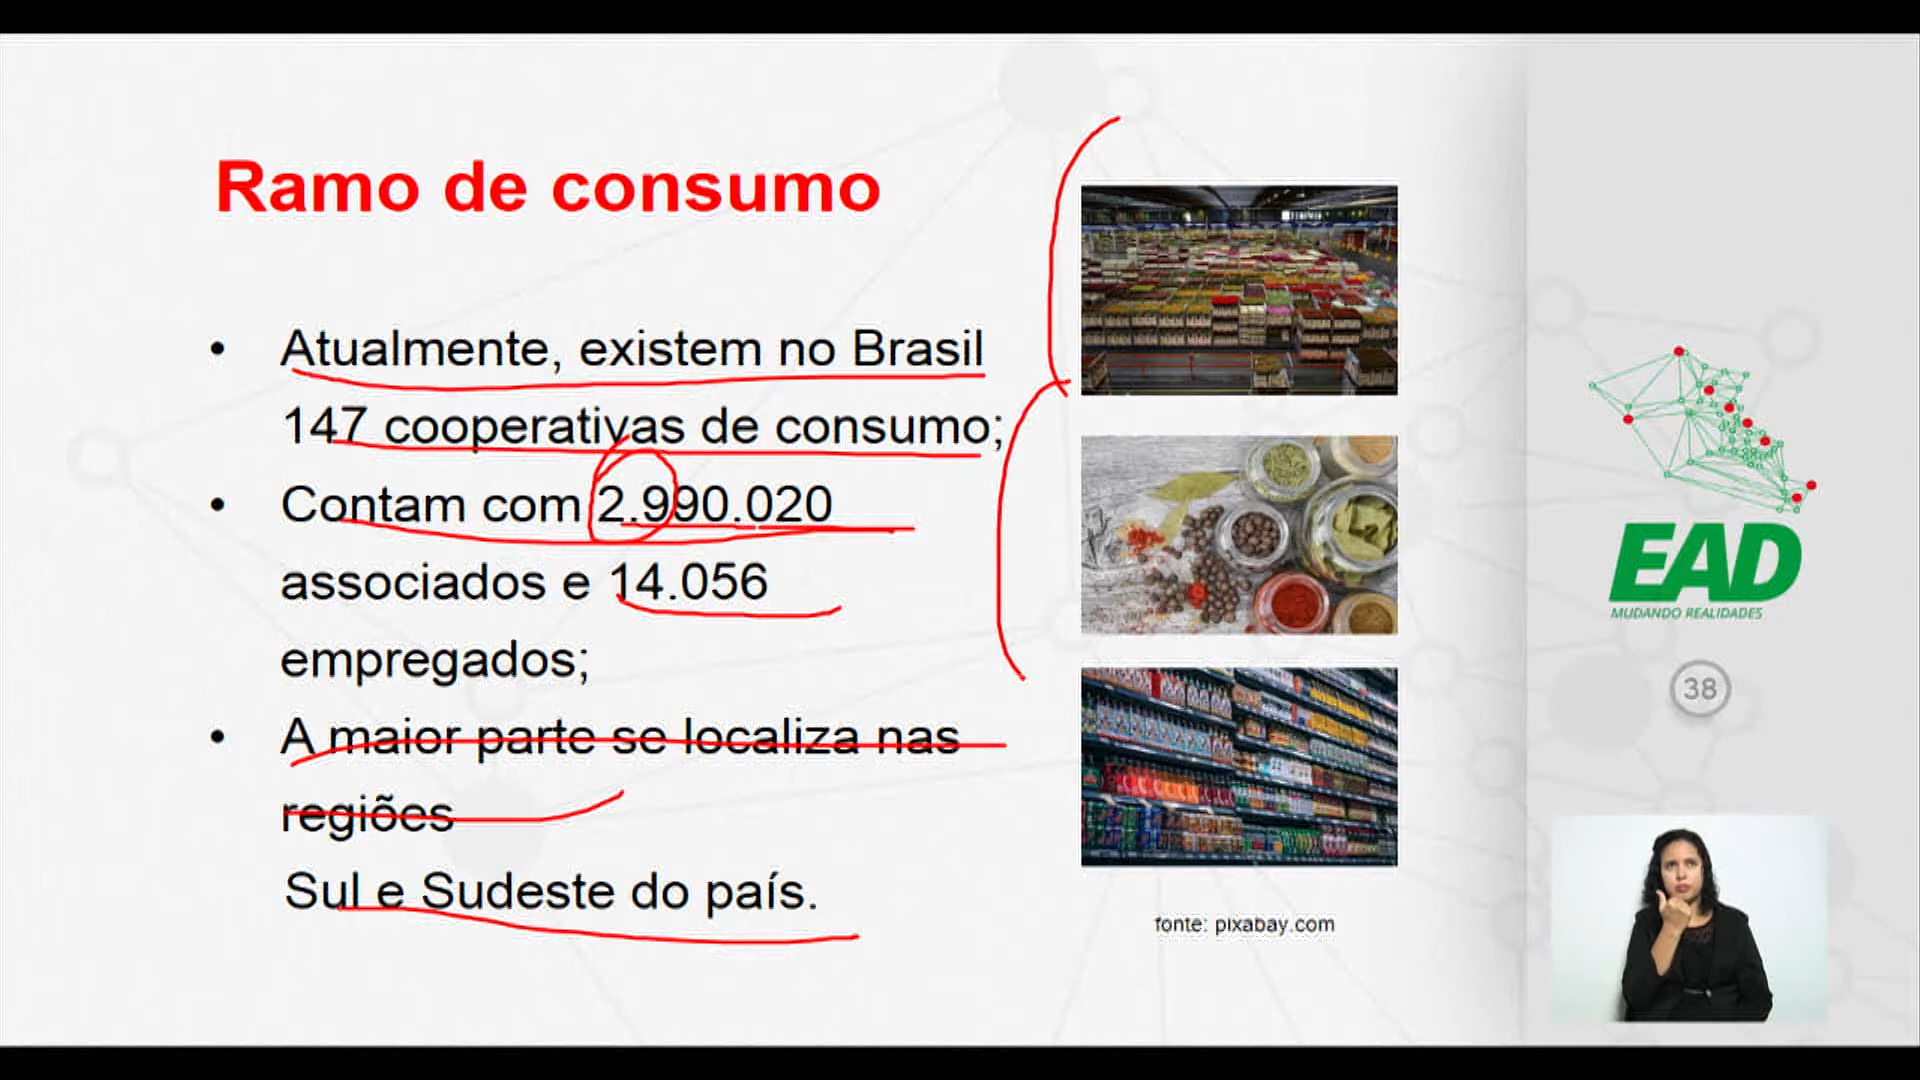 Ramo de consumo
• Atualmente, existem no Brasil
147 cooperativas de consumo;
• Contam com 2.990.020
associados e 14.056
empregados;
• A maior parte se localiza nas
regiões
Sul e Sudeste do país.
fonte: pixabay.com
EAD
MUDANDO REALIDADES
38